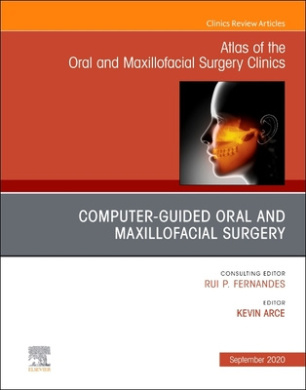 Clinics Review Articles
Atlas of the
Oral and Maxillofacial Surgery Clinics
COMPUTER-GUIDED ORAL AND
MAXILLOFACIAL SURGERY
CONSULTING EDITOR
RUI P. FERNANDES
EDITOR
KEVIN ARCE
ELSEVIER
September 2020